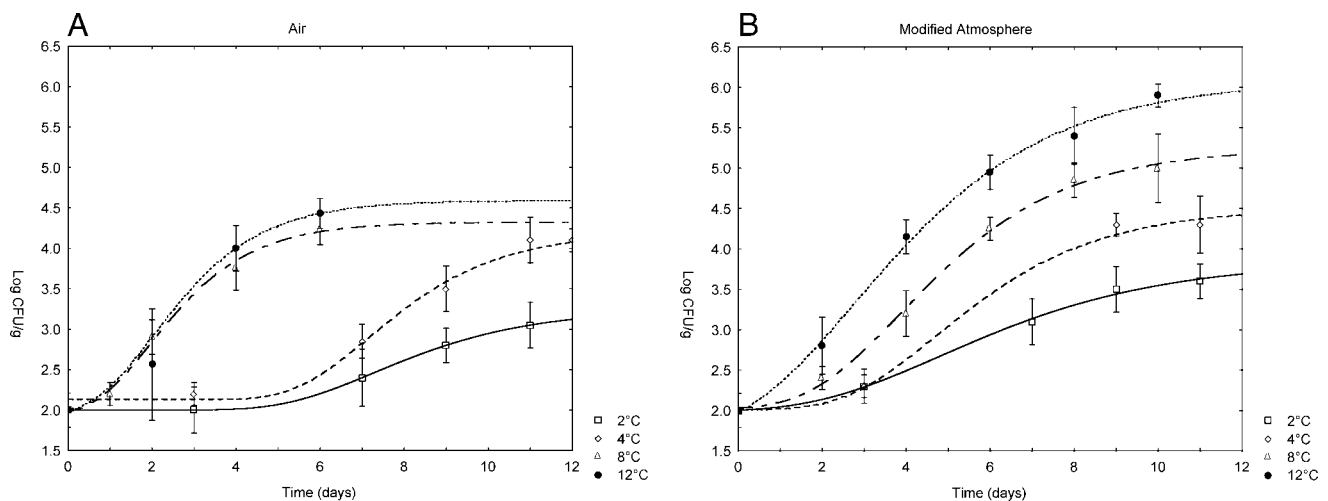 A
Air
6.5
6.0
5.5
5.0
4.5
4.0
3.5
3.0
2.5
2.0
1.5
Log CFU/g
0 2 4 6 8 10 12
Time (days)
2°C
4°C
8°C
12°C
B
Modified Atmosphere
6.5
6.0
5.5
5.0
4.5
4.0
3.5
3.0
2.5
2.0
1.5
Log CFU/g
0 2 4 6 8 10 12
Time (days)
2°C
4°C
8°C
12°C